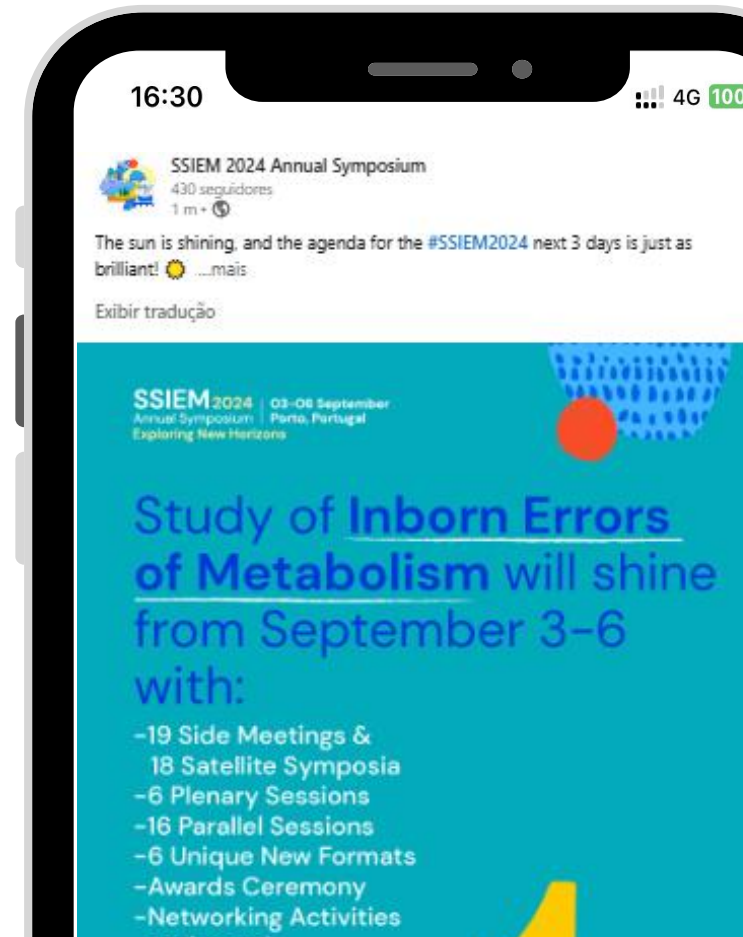 16:30
4G 100
SSIEM 2024 Annual Symposium
430 seguidores
1 m •
The sun is shining, and the agenda for the #SSIEM2024 next 3 days is just as
brilliant! ...mais
Exibir tradução
SSIEM 2024
Annual Symposium
Exploring New Horizons
03-06 September
Porto, Portugal
Study of Inborn Errors
of Metabolism will shine
from September 3-6
with:
-19 Side Meetings &
18 Satellite Symposia
-6 Plenary Sessions
-16 Parallel Sessions
-6 Unique New Formats
-Awards Ceremony
-Networking Activities